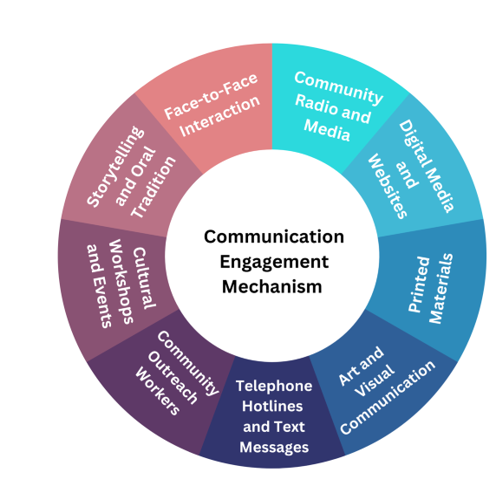 Communication
Engagement
Mechanism
Community
Radio and
Media
Digital Media
and
Websites
Printed
Materials
Art and
Visual
Communication
Telephone
Hotlines
and Text
Messages
Community
Outreach
Workers
Cultural
Workshops
and Events
Storytelling
and Oral
Tradition
Face-to-Face
Interaction